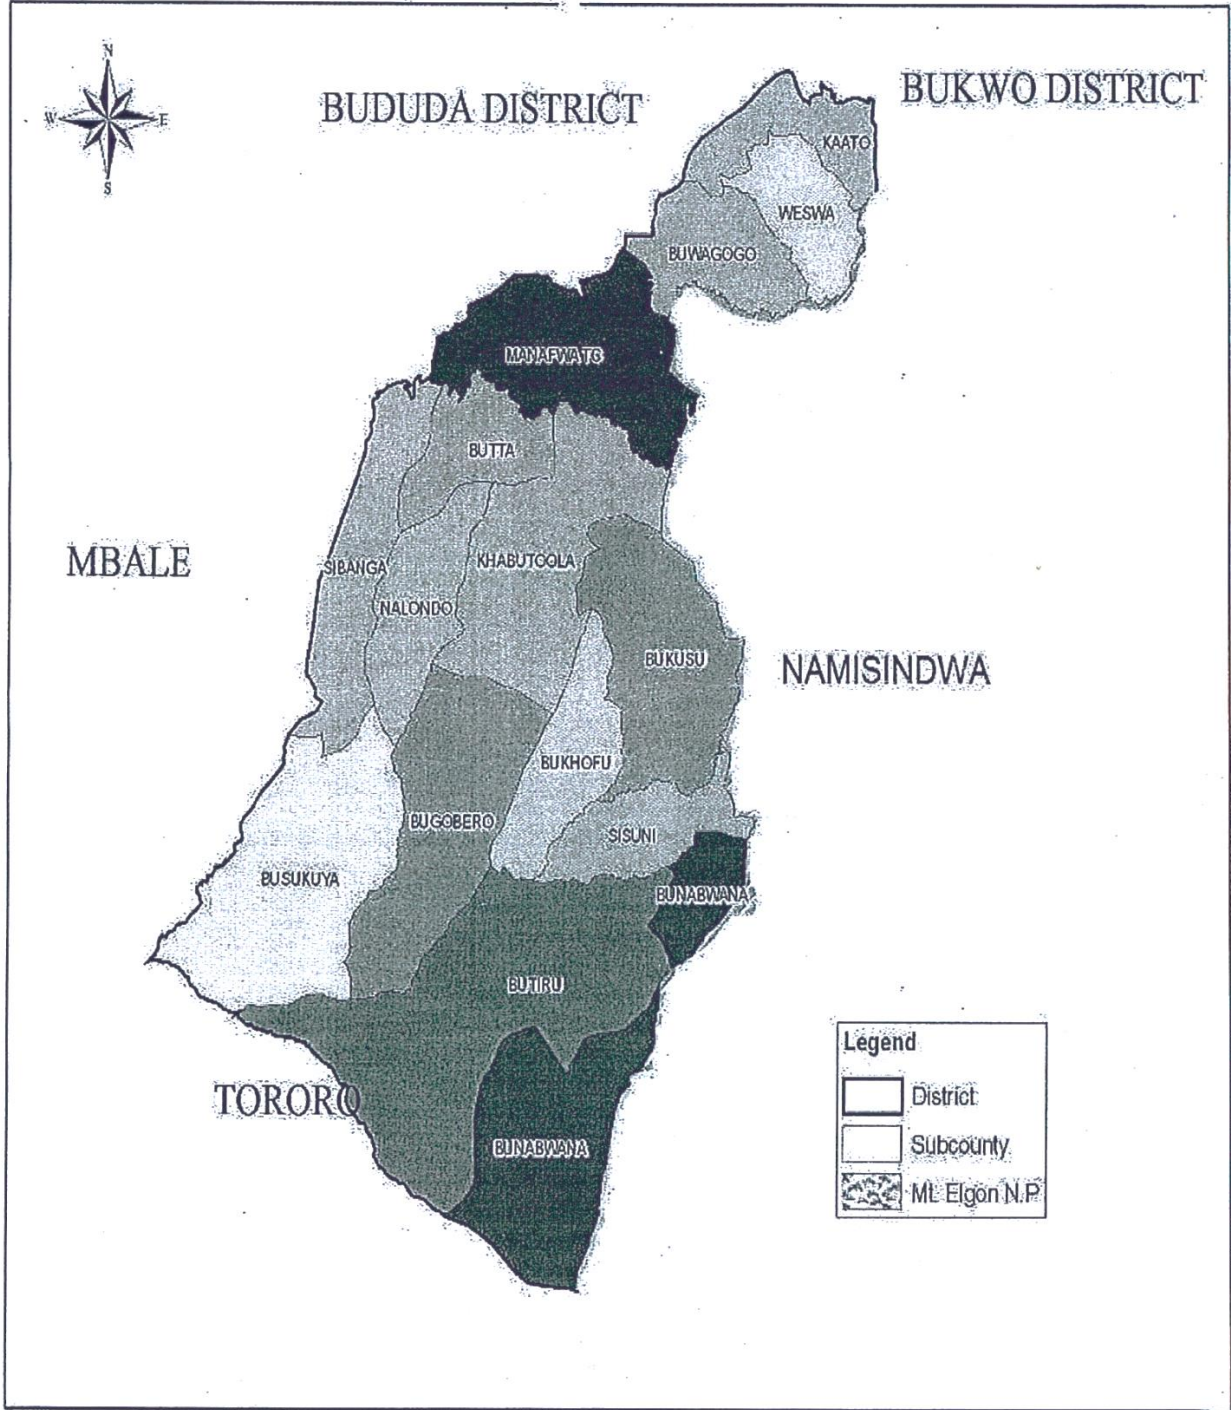 N
W E
S
BUDUDA DISTRICT
BUKWO DISTRICT
KAATO
WESWA
BUWAGOGO
MANAFWA TC
BUTTA
MBALE
SIBANGA
KHABUTOOLA
NALONDO
BUKUSU
NAMISINDWA
BUKHOFU
BUGOBERO
SISUNI
BUSUKUYA
BUNABWANA
BUTIRU
TORORO
BUNABWANA
Legend
District
Subcounty
Mt. Elgon N.P